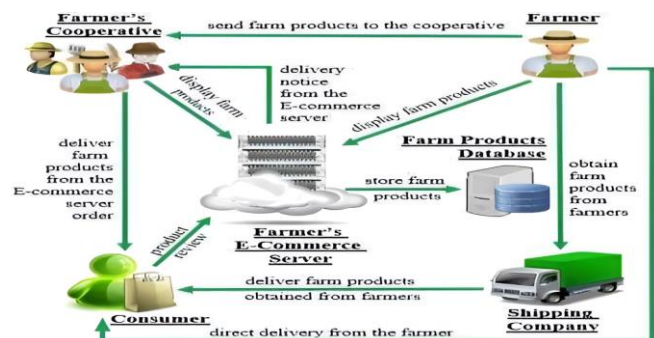 Farmer's
Cooperative
send farm products to the cooperative
Farmer
display farm
products
delivery
notice
from the
E-commerce
server
display farm products
Farm Products
Database
deliver
farm
products
from the
E-commerce
server
order
store farm
products
obtain
farm
products
from
farmers
product
review
Farmer's
E-Commerce
Server
deliver farm products
obtained from farmers
Consumer
Shipping
Company
direct delivery from the farmer